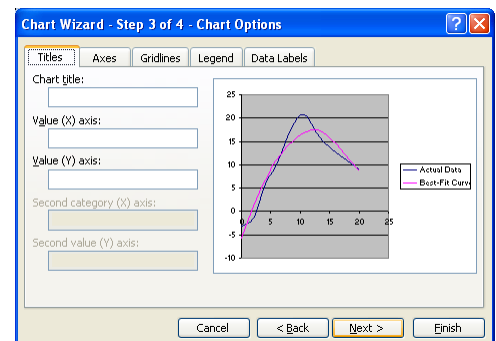 Chart Wizard - Step 3 of 4 - Chart Options
Titles Axes Gridlines Legend Data Labels
Chart title:
Value (X) axis:
Value (Y) axis:
Second category (X) axis:
Second value (Y) axis:
25
20
15
10
5
0
-5
-10
0 5 10 15 20 25
Actual Data
Best-Fit Curv
Cancel < Back Next > Finish